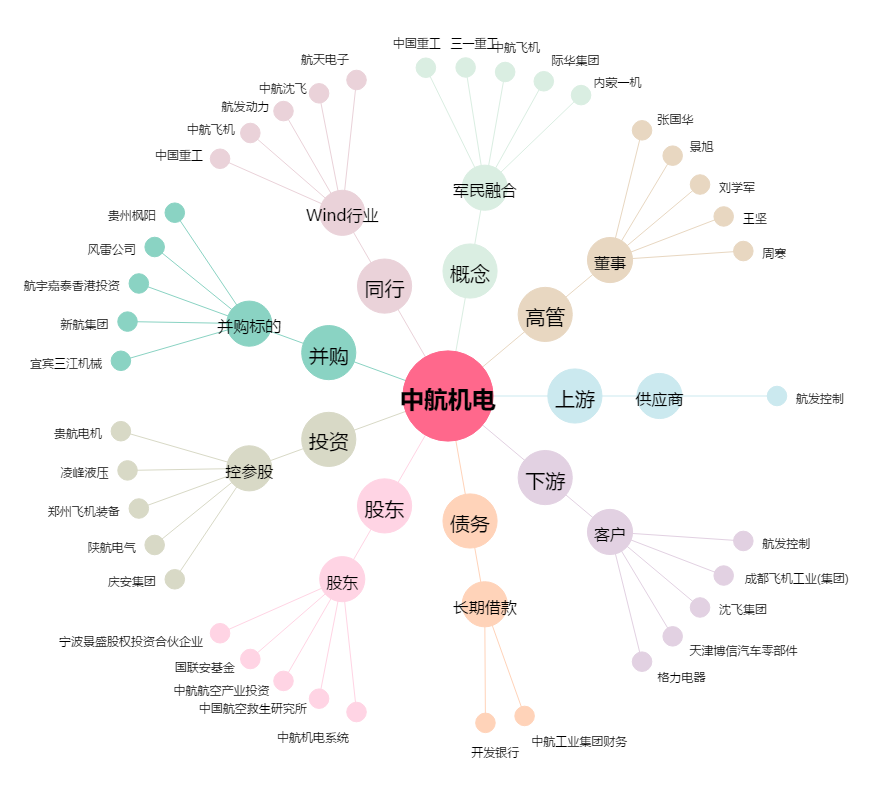 中航机电
同行
Wind行业
航天电子
中航沈飞
航发动力
中航飞机
中国重工
概念
军民融合
中国重工
三一重工
中航飞机
际华集团
内蒙一机
高管
董事
张国华
景旭
刘学军
王坚
周寒
上游
供应商
航发控制
下游
客户
航发控制
成都飞机工业(集团)
沈飞集团
天津博信汽车零部件
格力电器
债务
长期借款
中航工业集团财务
开发银行
股东
股东
中航机电系统
中国航空救生研究所
中航航空产业投资
国联安基金
宁波景盛股权投资合伙企业
投资
控参股
贵航电机
凌峰液压
郑州飞机装备
陕航电气
庆安集团
并购
并购标的
贵州枫阳
风雷公司
航宇嘉泰香港投资
新航集团
宜宾三江机械